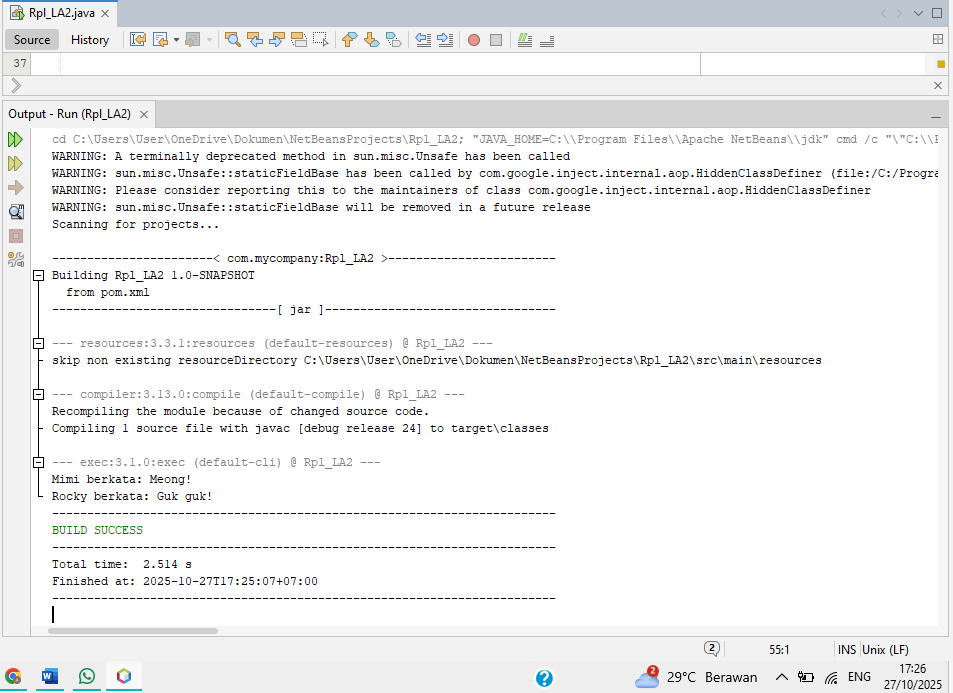 Rpl_LA2.java
Source History
37
Output - Run (Rpl_LA2)
cd C:\Users\User\OneDrive\Dokumen\NetBeansProjects\Rpl_LA2; "JAVA_HOME=C:\\Program Files\\Apache NetBeans\\jdk" cmd /c "\"C:\\
WARNING: A terminally deprecated method in sun.misc.Unsafe has been called
WARNING: sun.misc.Unsafe::staticFieldBase has been called by com.google.inject.internal.aop.HiddenClassDefiner (file:/C:/Progra
WARNING: Please consider reporting this to the maintainers of class com.google.inject.internal.aop.HiddenClassDefiner
WARNING: sun.misc.Unsafe::staticFieldBase will be removed in a future release
Scanning for projects...
-----------------------< com.mycompany:Rpl_LA2 >------------------------
Building Rpl_LA2 1.0-SNAPSHOT
from pom.xml
--------------------------------[ jar ]---------------------------------
--- resources:3.3.1:resources (default-resources) @ Rpl_LA2 ---
skip non existing resourceDirectory C:\Users\User\OneDrive\Dokumen\NetBeansProjects\Rpl_LA2\src\main\resources
--- compiler:3.13.0:compile (default-compile) @ Rpl_LA2 ---
Recompiling the module because of changed source code.
Compiling 1 source file with javac [debug release 24] to target\classes
--- exec:3.1.0:exec (default-cli) @ Rpl_LA2 ---
Mimi berkata: Meong!
Rocky berkata: Guk guk!
------------------------------------------------------------------------
BUILD SUCCESS
------------------------------------------------------------------------
Total time: 2.514 s
Finished at: 2025-10-27T17:25:07+07:00
------------------------------------------------------------------------
2 55:1 INS Unix (LF)
2 29°C Berawan ENG 17:26
27/10/2025